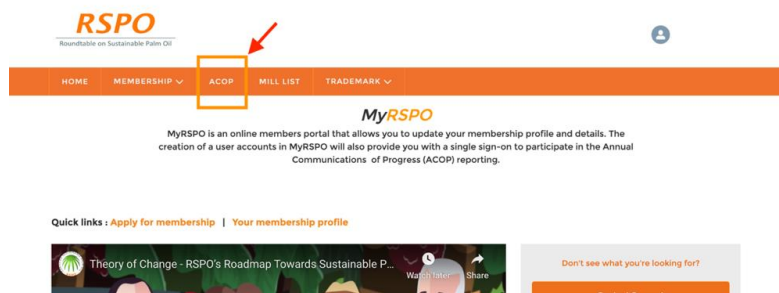 RSPO
Roundtable on Sustainable Palm Oil
HOME MEMBERSHIP ACOP MILL LIST TRADEMARK
MyRSPO
MyRSPO is an online members portal that allows you to update your membership profile and details. The
creation of a user accounts in MyRSPO will also provide you with a single sign-on to participate in the Annual
Communications of Progress (ACOP) reporting.
Quick links : Apply for membership | Your membership profile
Theory of Change - RSPO's Roadmap Towards Sustainable P...
Watch later Share
Don't see what you're looking for?